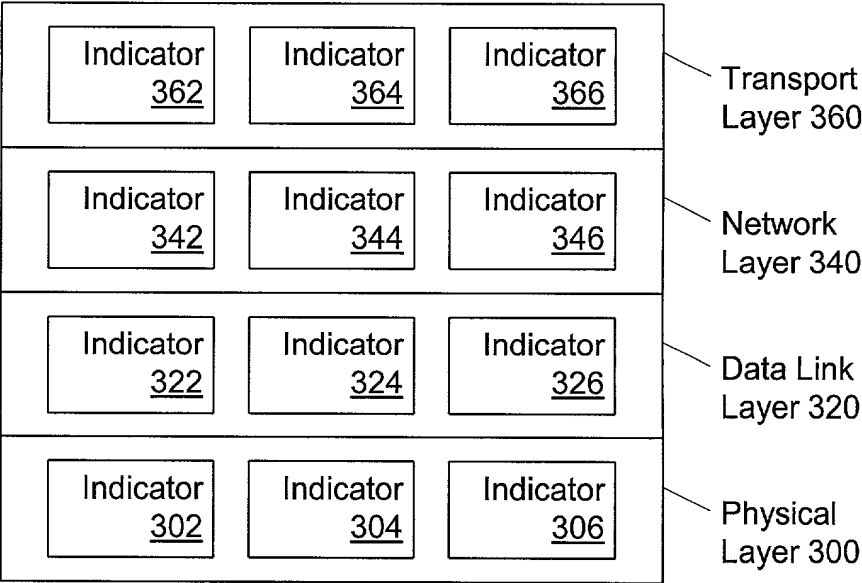 Indicator
362
Indicator
364
Indicator
366
Transport
Layer 360
Indicator
342
Indicator
344
Indicator
346
Network
Layer 340
Indicator
322
Indicator
324
Indicator
326
Data Link
Layer 320
Indicator
302
Indicator
304
Indicator
306
Physical
Layer 300